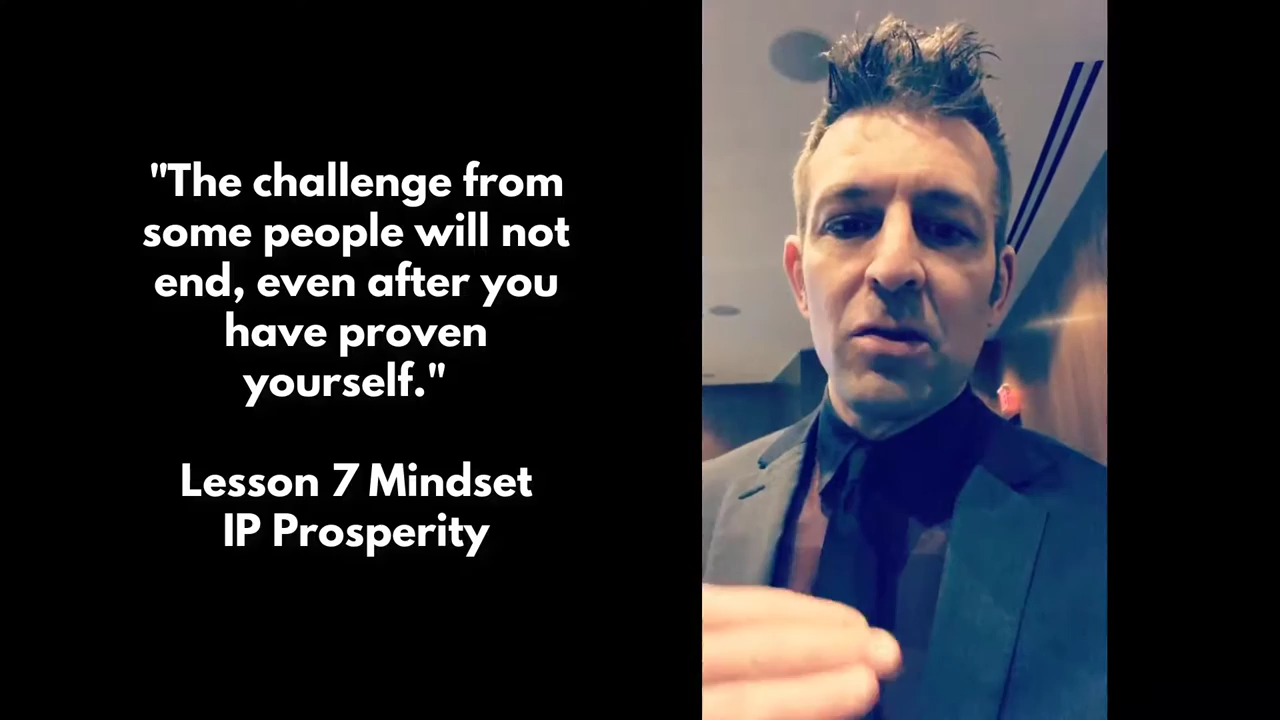 "The challenge from
some people will not
end, even after you
have proven
yourself."
Lesson 7 Mindset
IP Prosperity